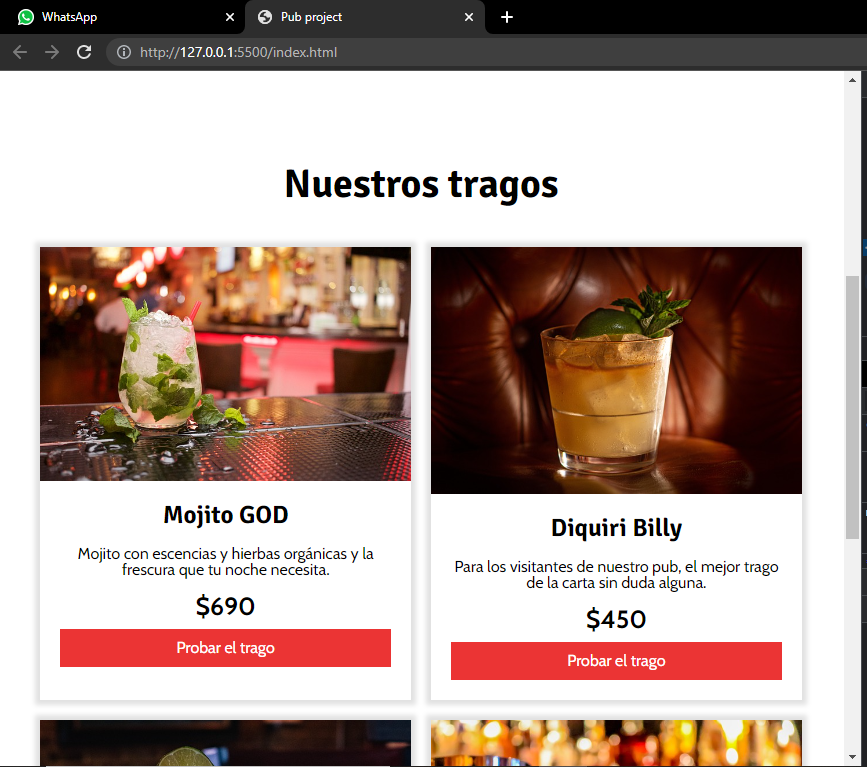 WhatsApp
Pub project
http://127.0.0.1:5500/index.html
Nuestros tragos
Mojito GOD
Mojito con escencias y hierbas orgánicas y la
frescura que tu noche necesita.
$690
Probar el trago
Diquiri Billy
Para los visitantes de nuestro pub, el mejor trago
de la carta sin duda alguna.
$450
Probar el trago